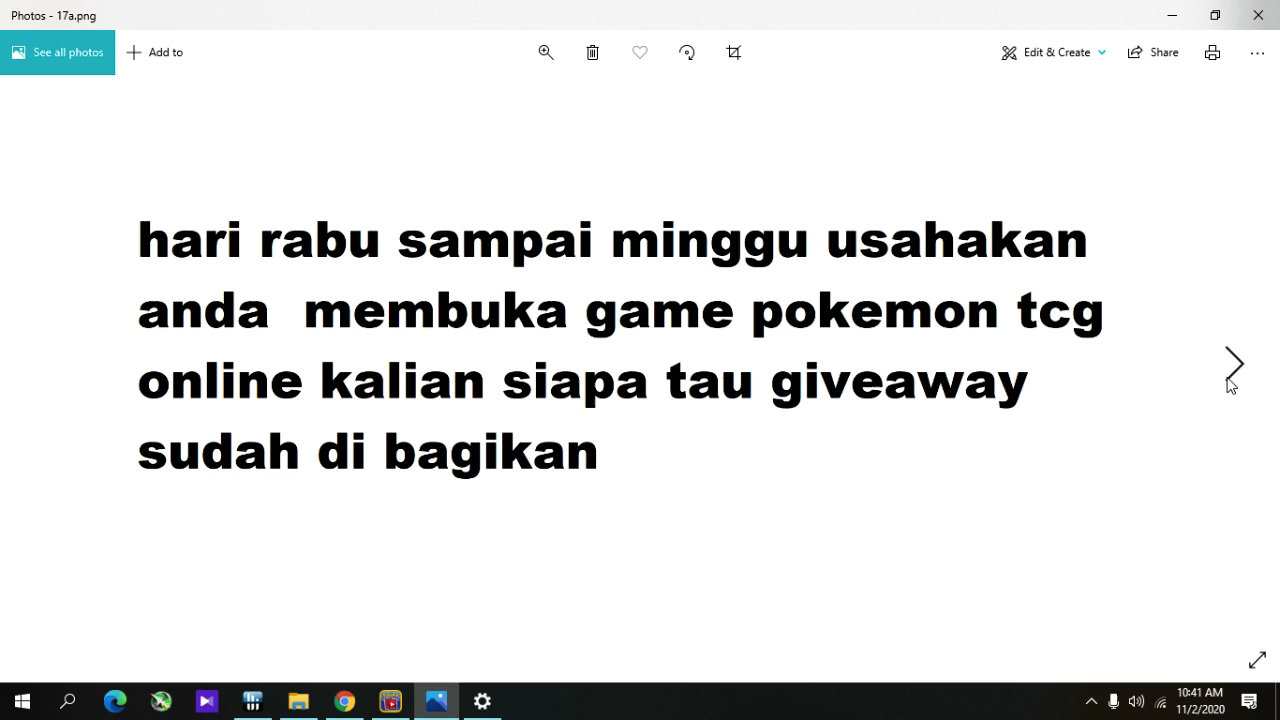 Photos - 17a.png
See all photos
Add to
Edit & Create
Share
hari rabu sampai minggu usahakan
anda membuka game pokemon tcg
online kalian siapa tau giveaway
sudah di bagikan
10:41 AM
11/2/2020